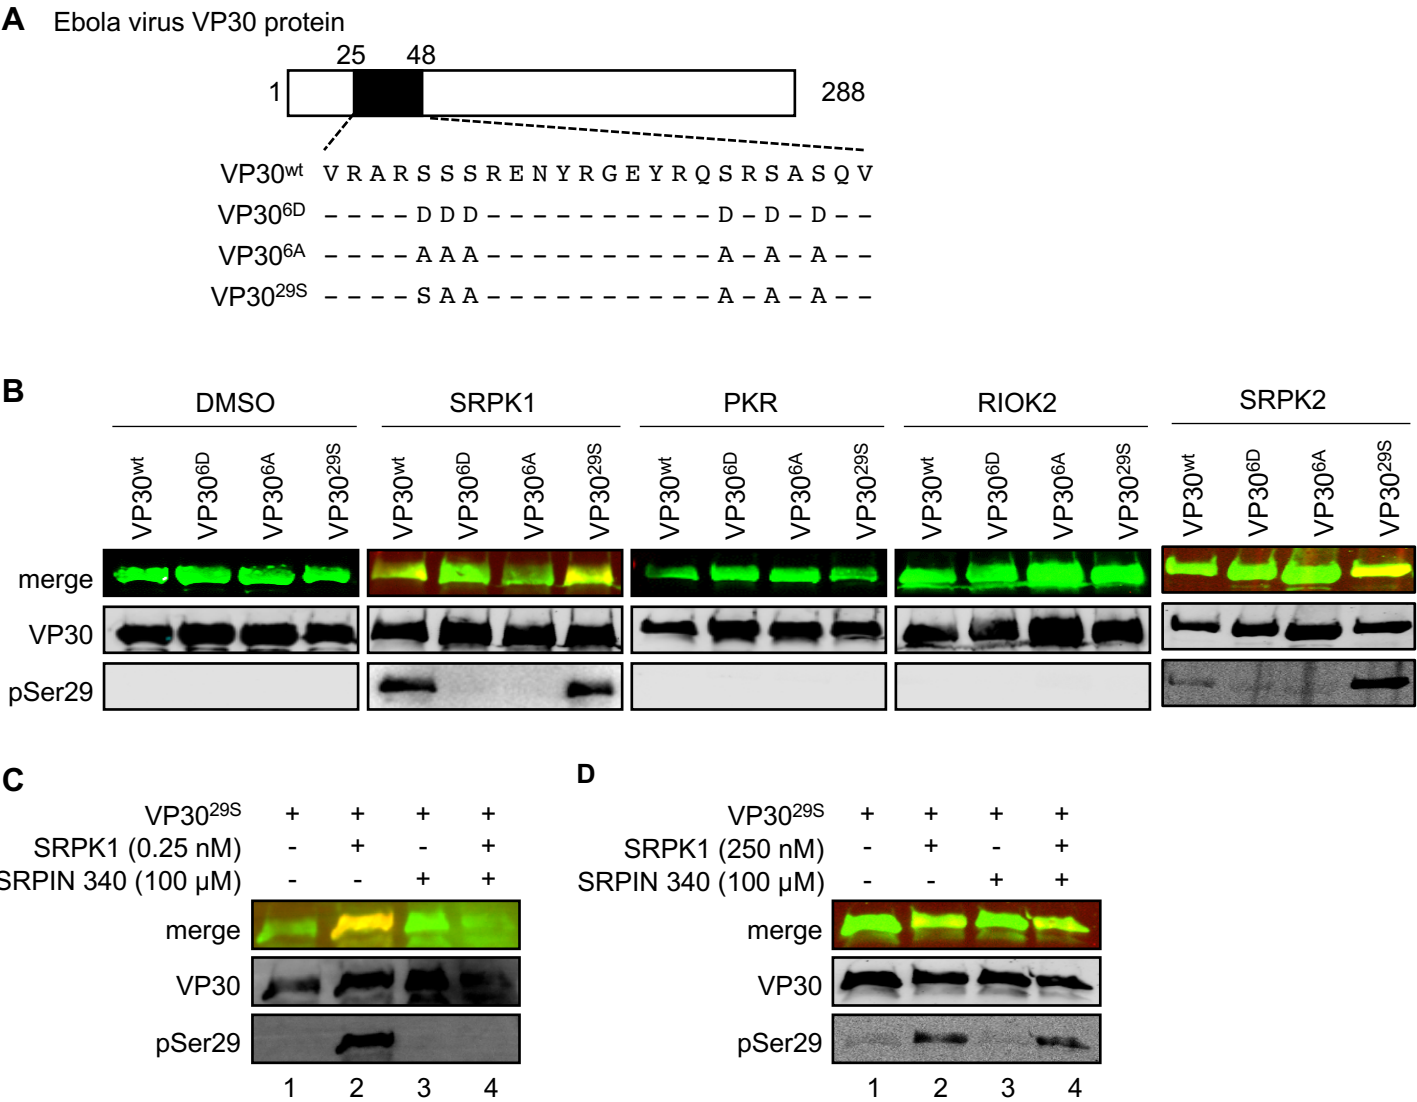 A Ebola virus VP30 protein
25 48
1 288
VP30wt V R A R S S S R E N Y R G E Y R Q S R S A S Q V
VP306D – – – – D D D – – – – – – – – – – D – D – D – –
VP306A – – – – A A A – – – – – – – – – – A – A – A – –
VP3029S – – – – S A A – – – – – – – – – – A – A – A – –
B
DMSO SRPK1 PKR RIOK2 SRPK2
VP30wt VP306D VP306A VP3029S VP30wt VP306D VP306A VP3029S VP30wt VP306D VP306A VP3029S VP30wt VP306D VP306A VP3029S VP30wt VP306D VP306A VP3029S
merge
VP30
pSer29
C
VP3029S + + + +
SRPK1 (0.25 nM) - + - +
SRPIN 340 (100 µM) - - + +
merge
VP30
pSer29
1 2 3 4
D
VP3029S + + + +
SRPK1 (250 nM) - + - +
SRPIN 340 (100 µM) - - + +
merge
VP30
pSer29
1 2 3 4